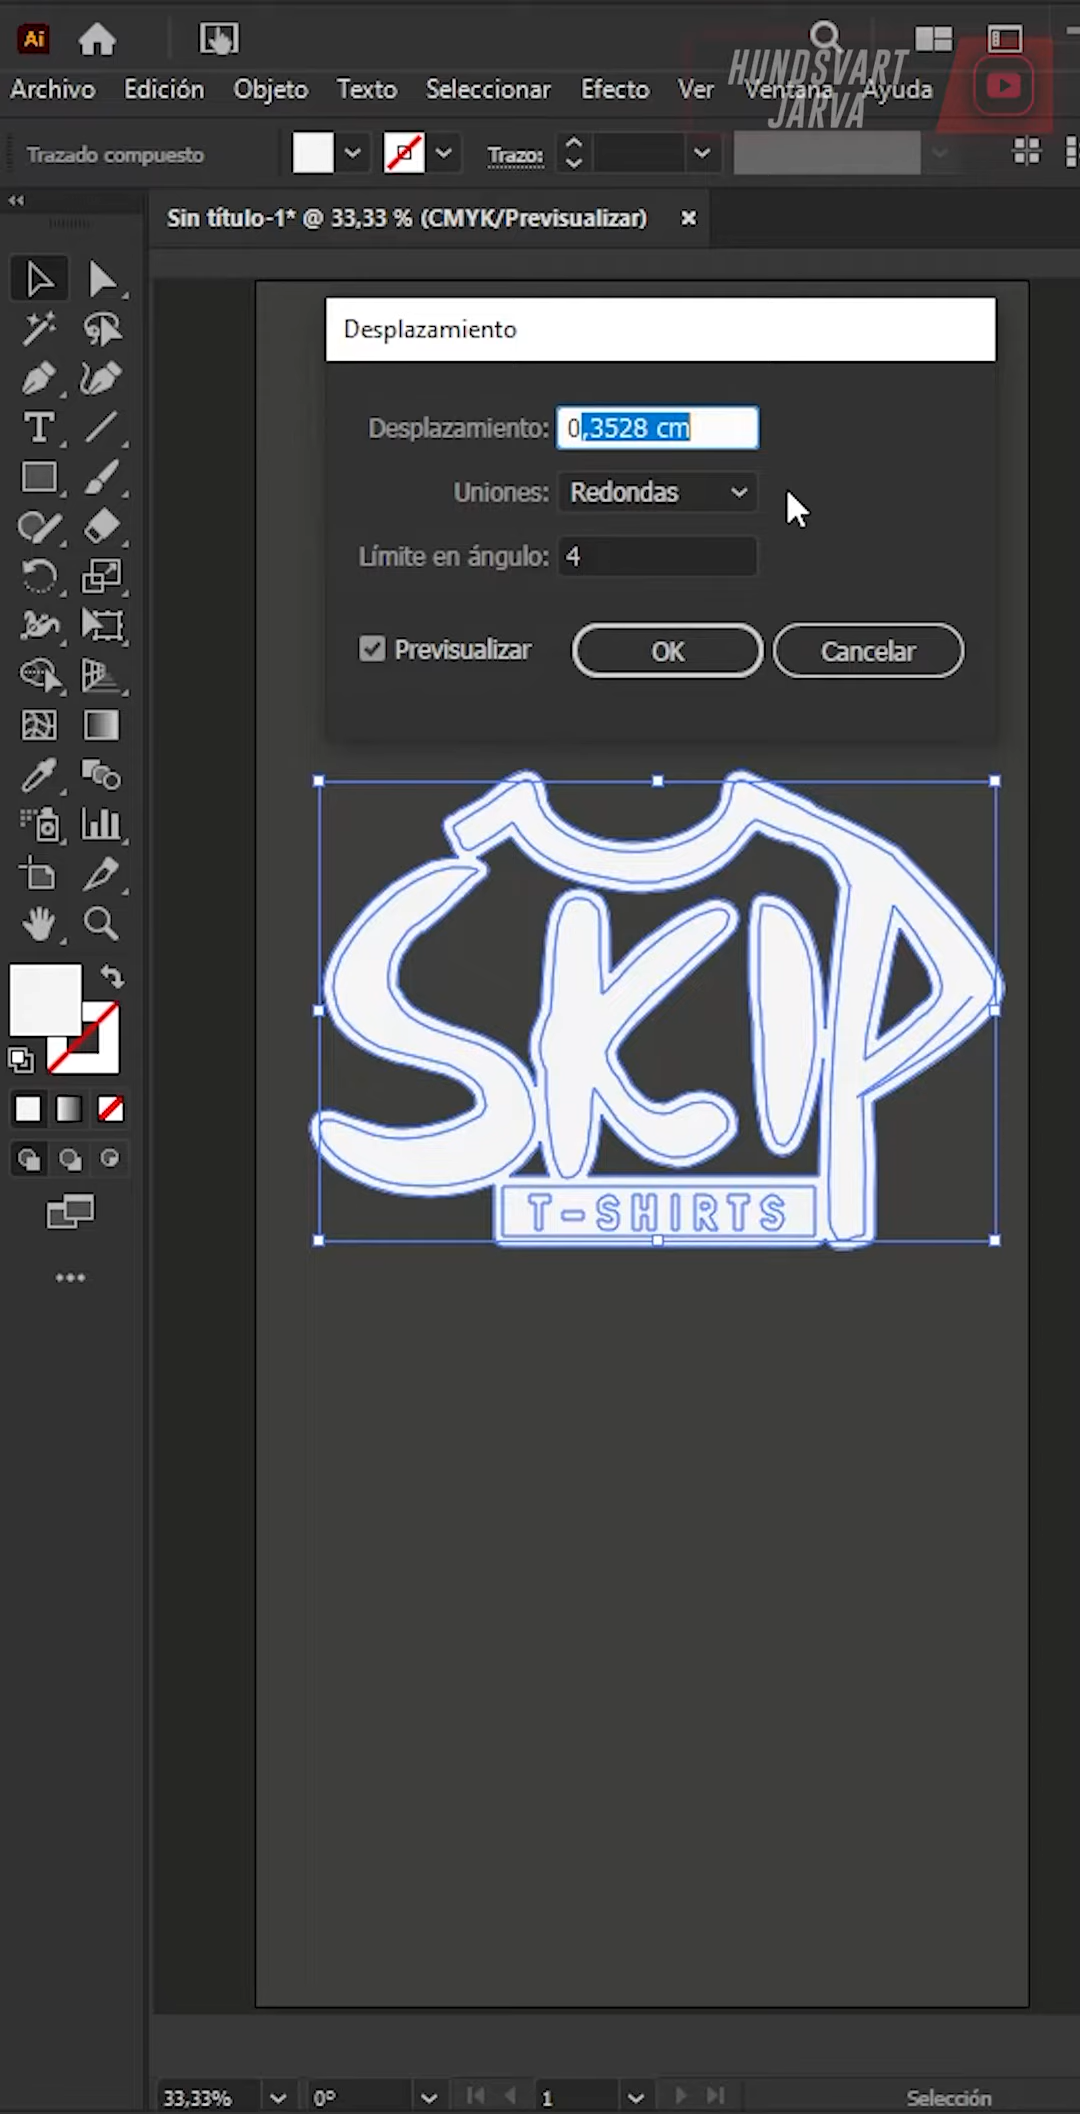 Ai
HUNDSVART
JARVA
Archivo Edición Objeto Texto Seleccionar Efecto Ver Ventana Ayuda
Trazado compuesto Trazo:
Sin título-1* @ 33,33 % (CMYK/Previsualizar)
Desplazamiento
Desplazamiento: 0,3528 cm
Uniones: Redondas
Límite en ángulo: 4
Previsualizar OK Cancelar
SKIP
T-SHIRTS
33,33% 0º 1 Selección